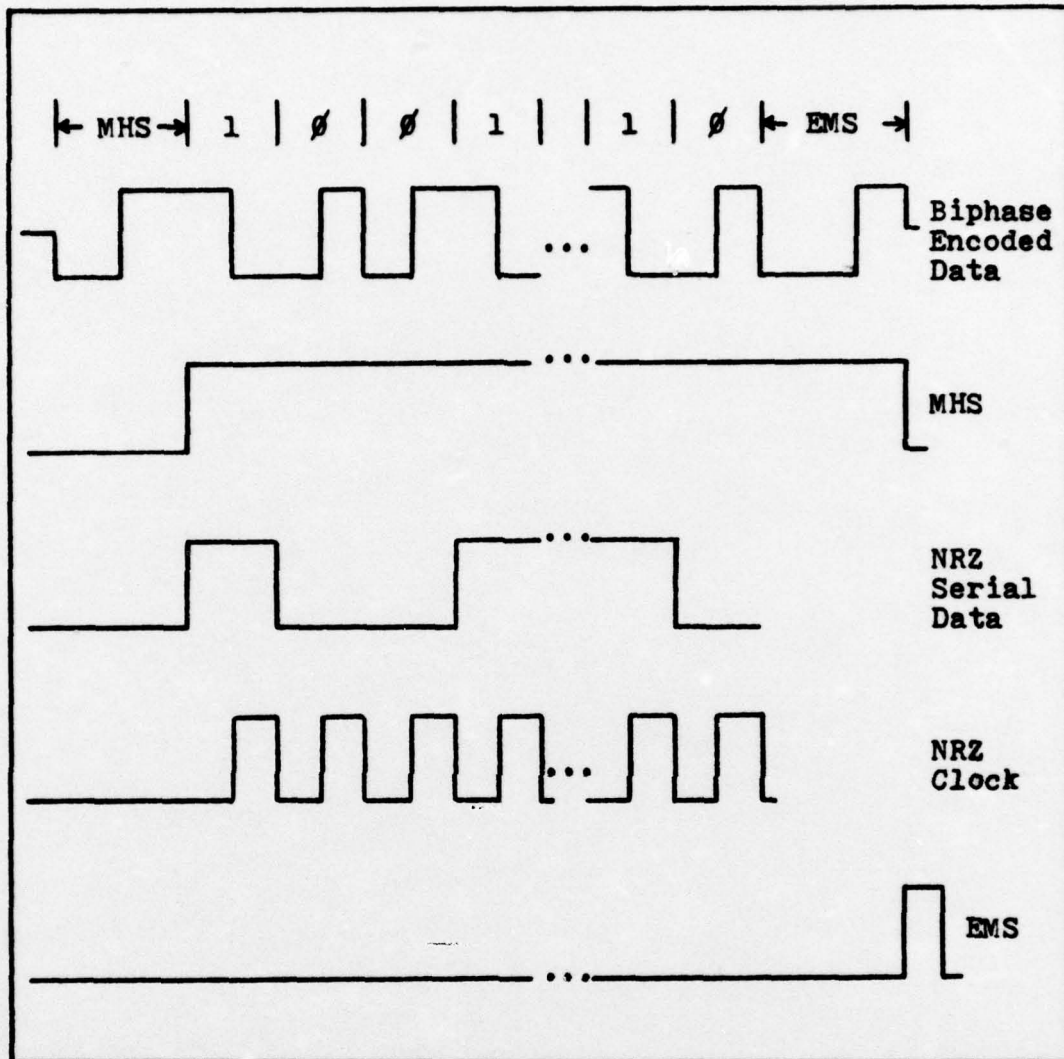 |← MHS →| 1 | ø | ø | 1 | | 1 | ø |← EMS →|
Biphase
Encoded
Data
...
...
MHS
...
NRZ
Serial
Data
NRZ
Clock
...
EMS
...